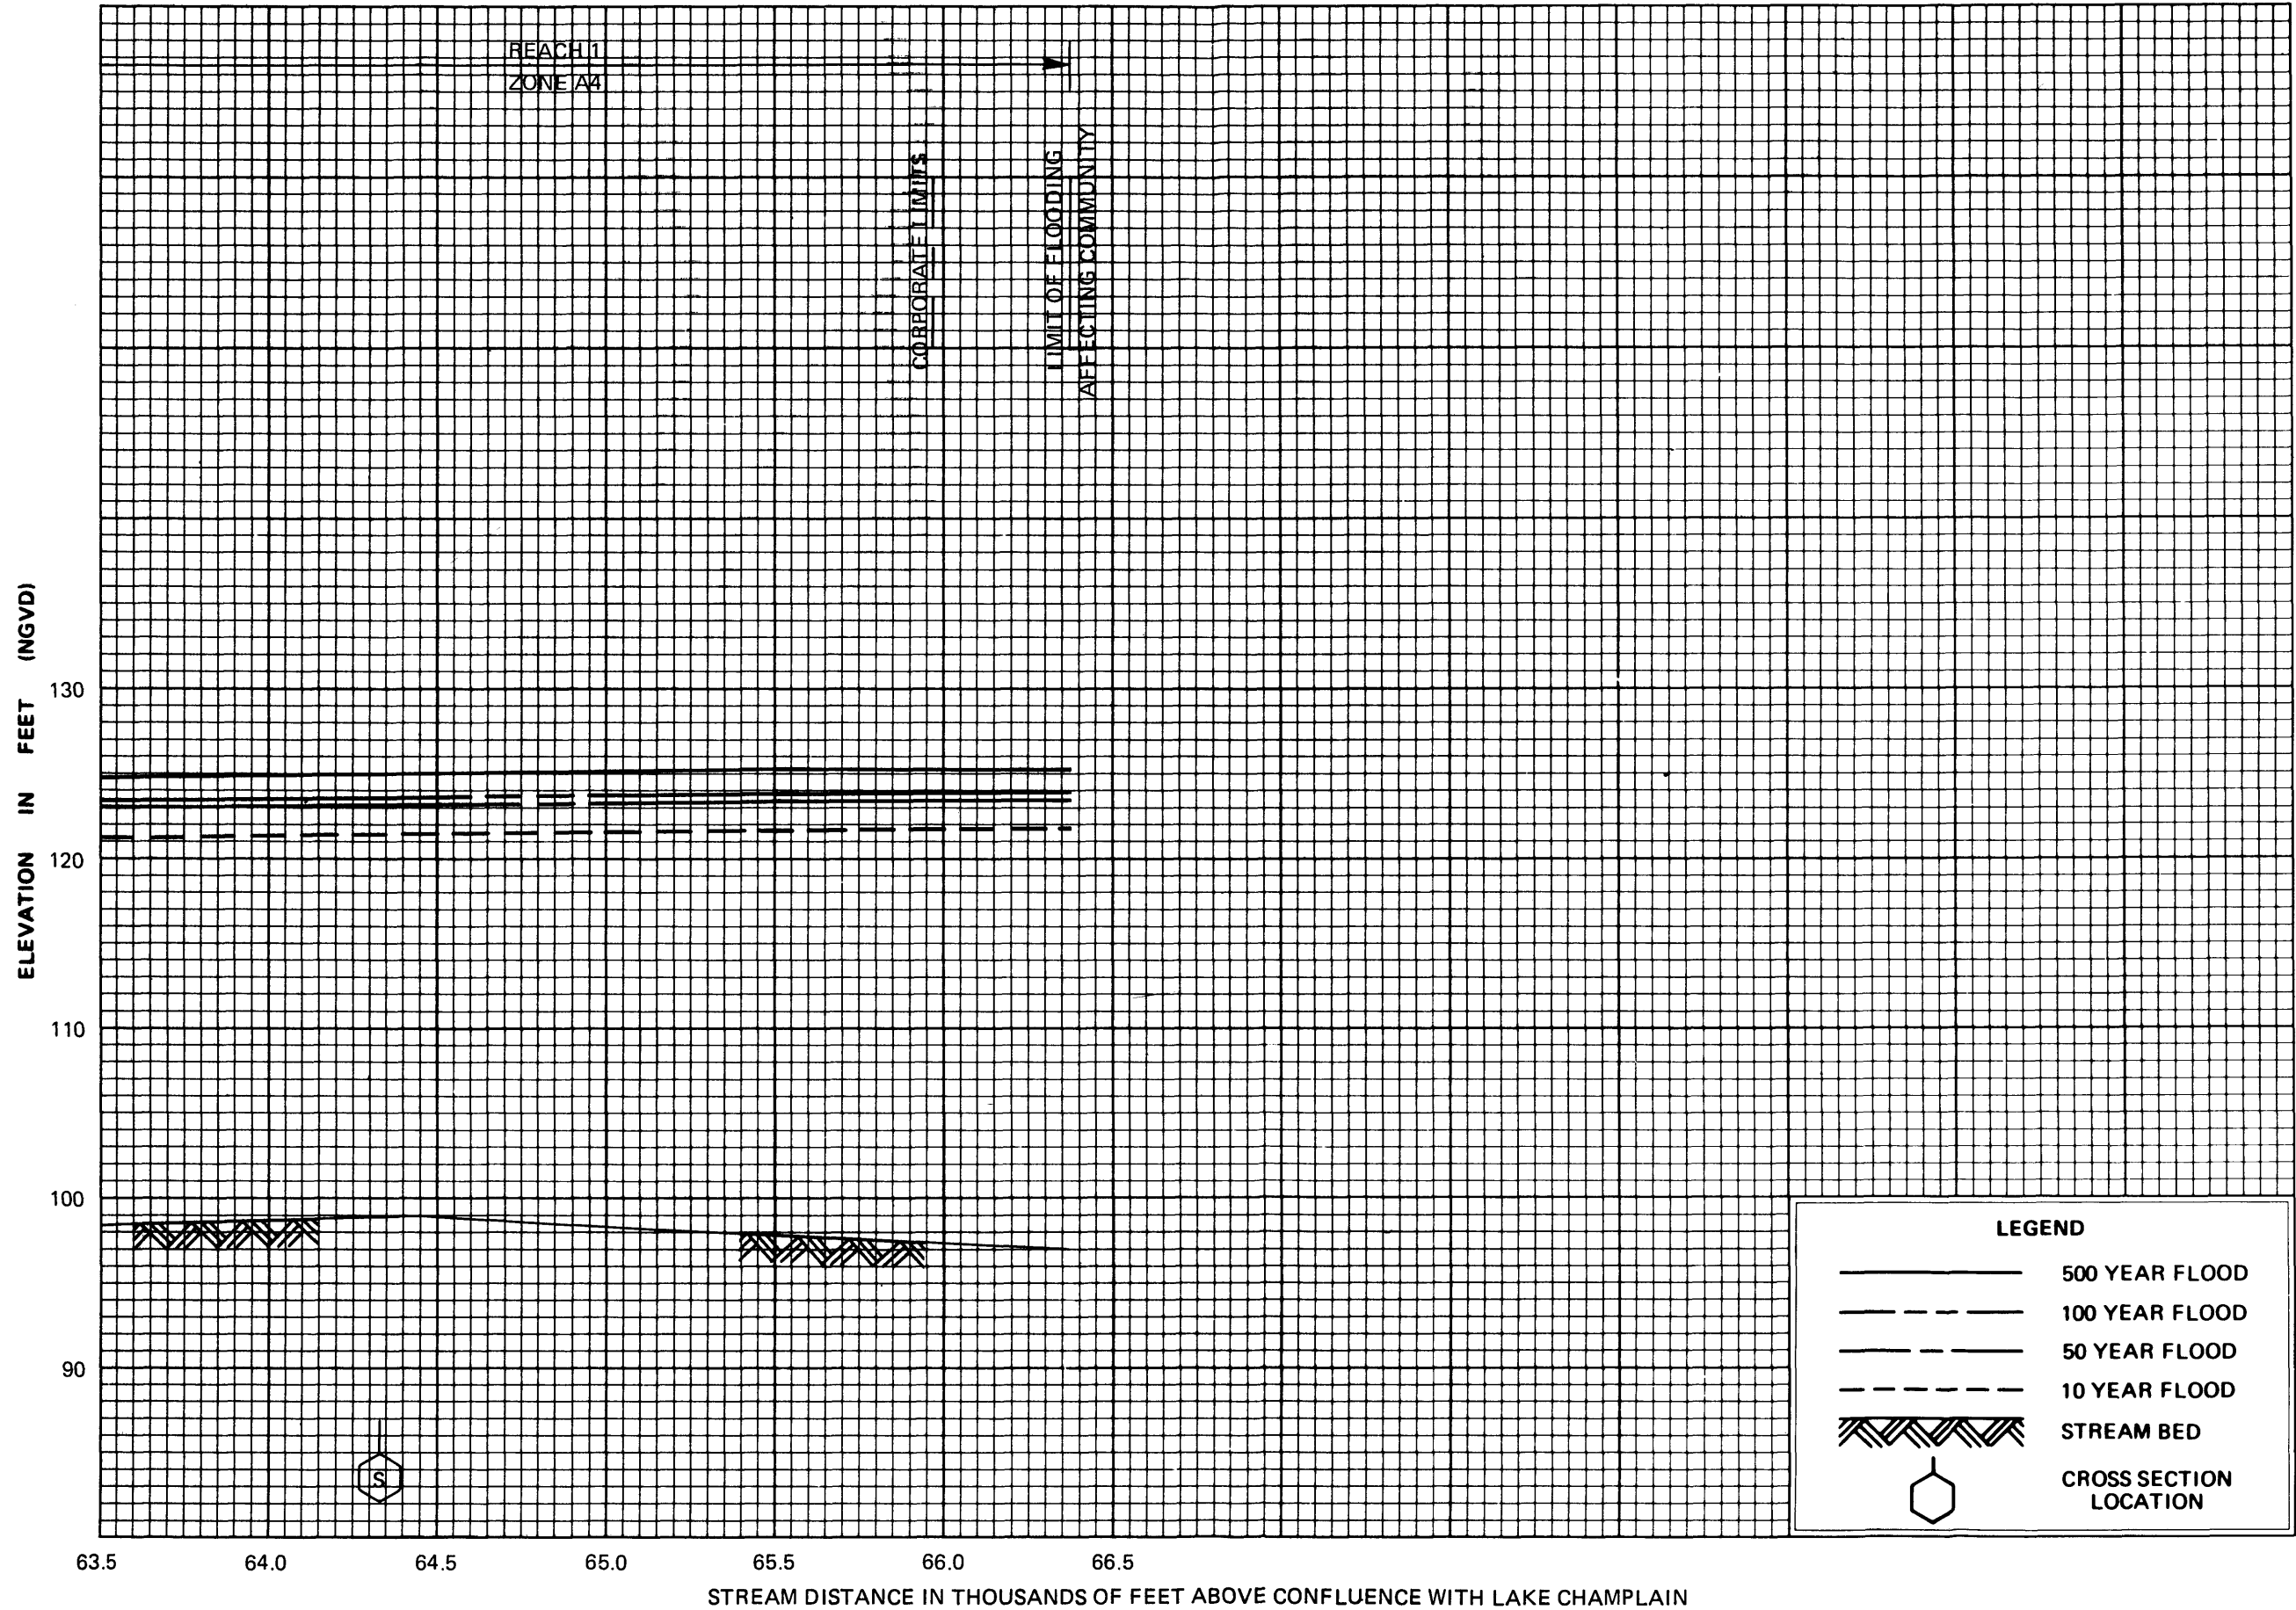 REACH 1
ZONE A4
CORPORATE LIMITS
LIMIT OF FLOODING
AFFECTING COMMUNITY
ELEVATION IN FEET (NGVD)
130
120
110
100
90
S
63.5 64.0 64.5 65.0 65.5 66.0 66.5
STREAM DISTANCE IN THOUSANDS OF FEET ABOVE CONFLUENCE WITH LAKE CHAMPLAIN
LEGEND
500 YEAR FLOOD
100 YEAR FLOOD
50 YEAR FLOOD
10 YEAR FLOOD
STREAM BED
CROSS SECTION
LOCATION